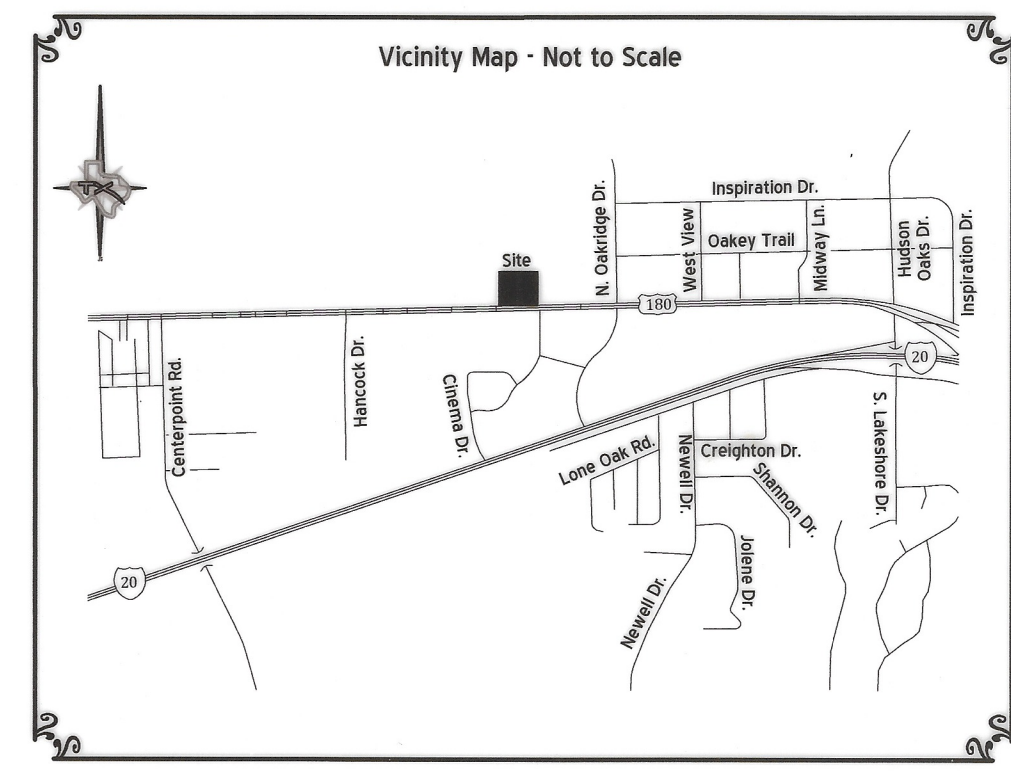 Vicinity Map - Not to Scale
TX
Site
N. Oakridge Dr.
Inspiration Dr.
West View
Oakey Trail
Midway Ln.
Hudson
Oaks Dr.
Inspiration Dr.
180
20
Centerpoint Rd.
Hancock Dr.
Cinema Dr.
Lone Oak Rd.
Newell Dr.
Creighton Dr.
Shannon Dr.
S. Lakeshore Dr.
Jolene Dr.
Newell Dr.
20